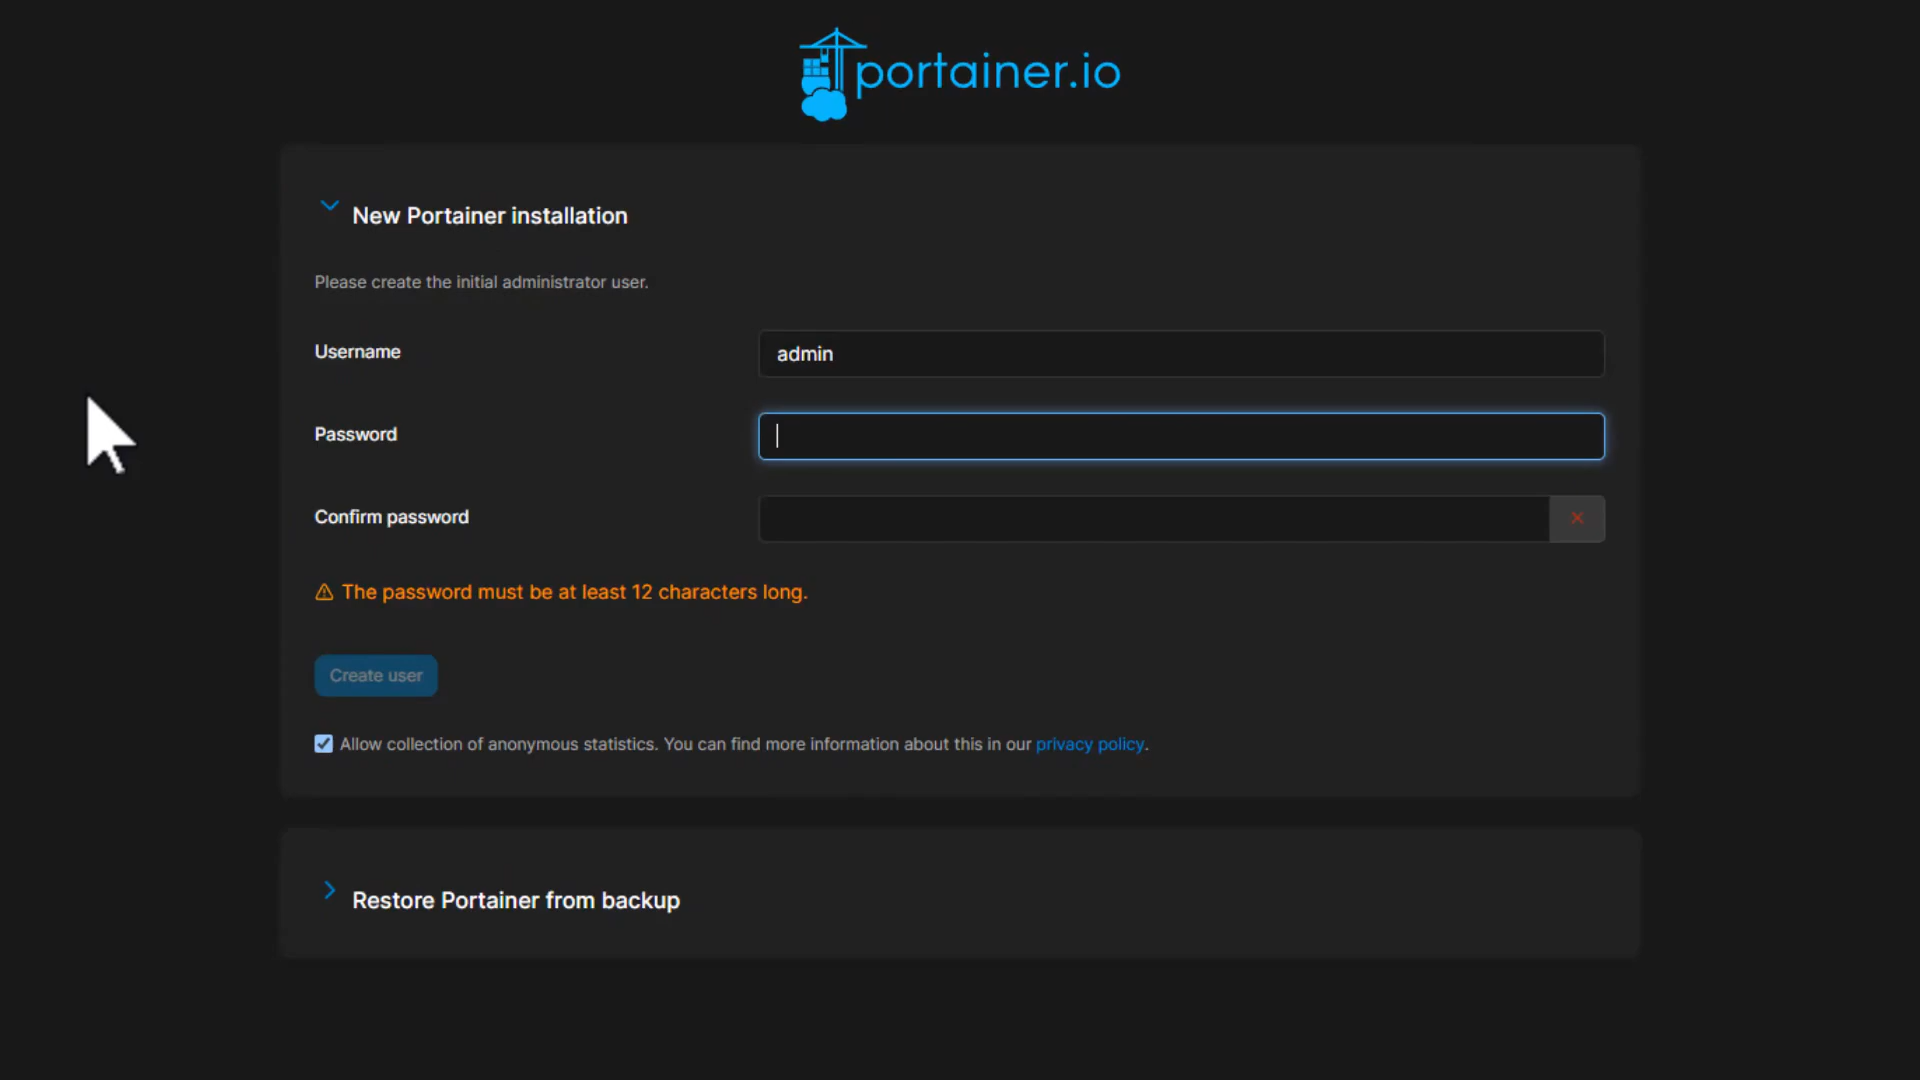 portainer.io
New Portainer installation
Please create the initial administrator user.
Username
admin
Password
Confirm password
The password must be at least 12 characters long.
Create user
Allow collection of anonymous statistics. You can find more information about this in our privacy policy.
Restore Portainer from backup